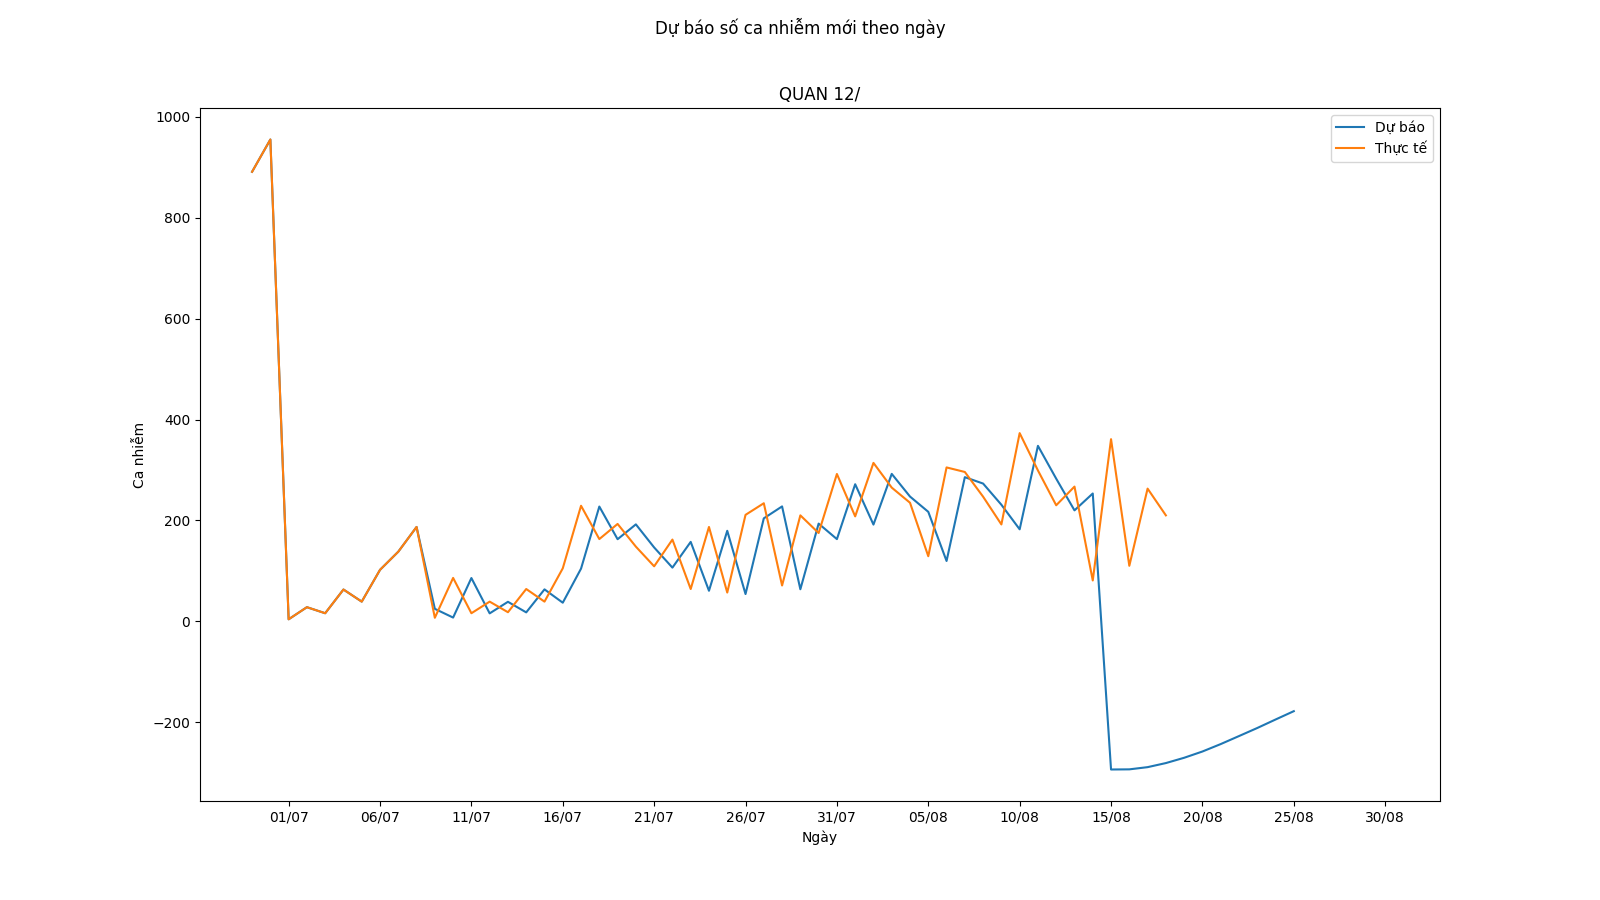 Dự báo số ca nhiễm mới theo ngày
QUAN 12/
1000
800
600
400
200
0
−200
Ca nhiễm
Dự báo
Thực tế
01/07 06/07 11/07 16/07 21/07 26/07 31/07 05/08 10/08 15/08 20/08 25/08 30/08
Ngày